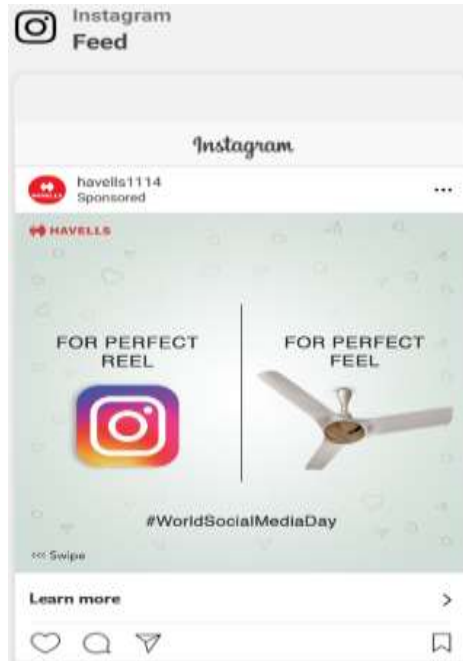 Instagram
Feed
Instagram
havells1114
Sponsored
HAVELLS
FOR PERFECT
REEL
FOR PERFECT
FEEL
#WorldSocialMediaDay
<<< Swipe
Learn more